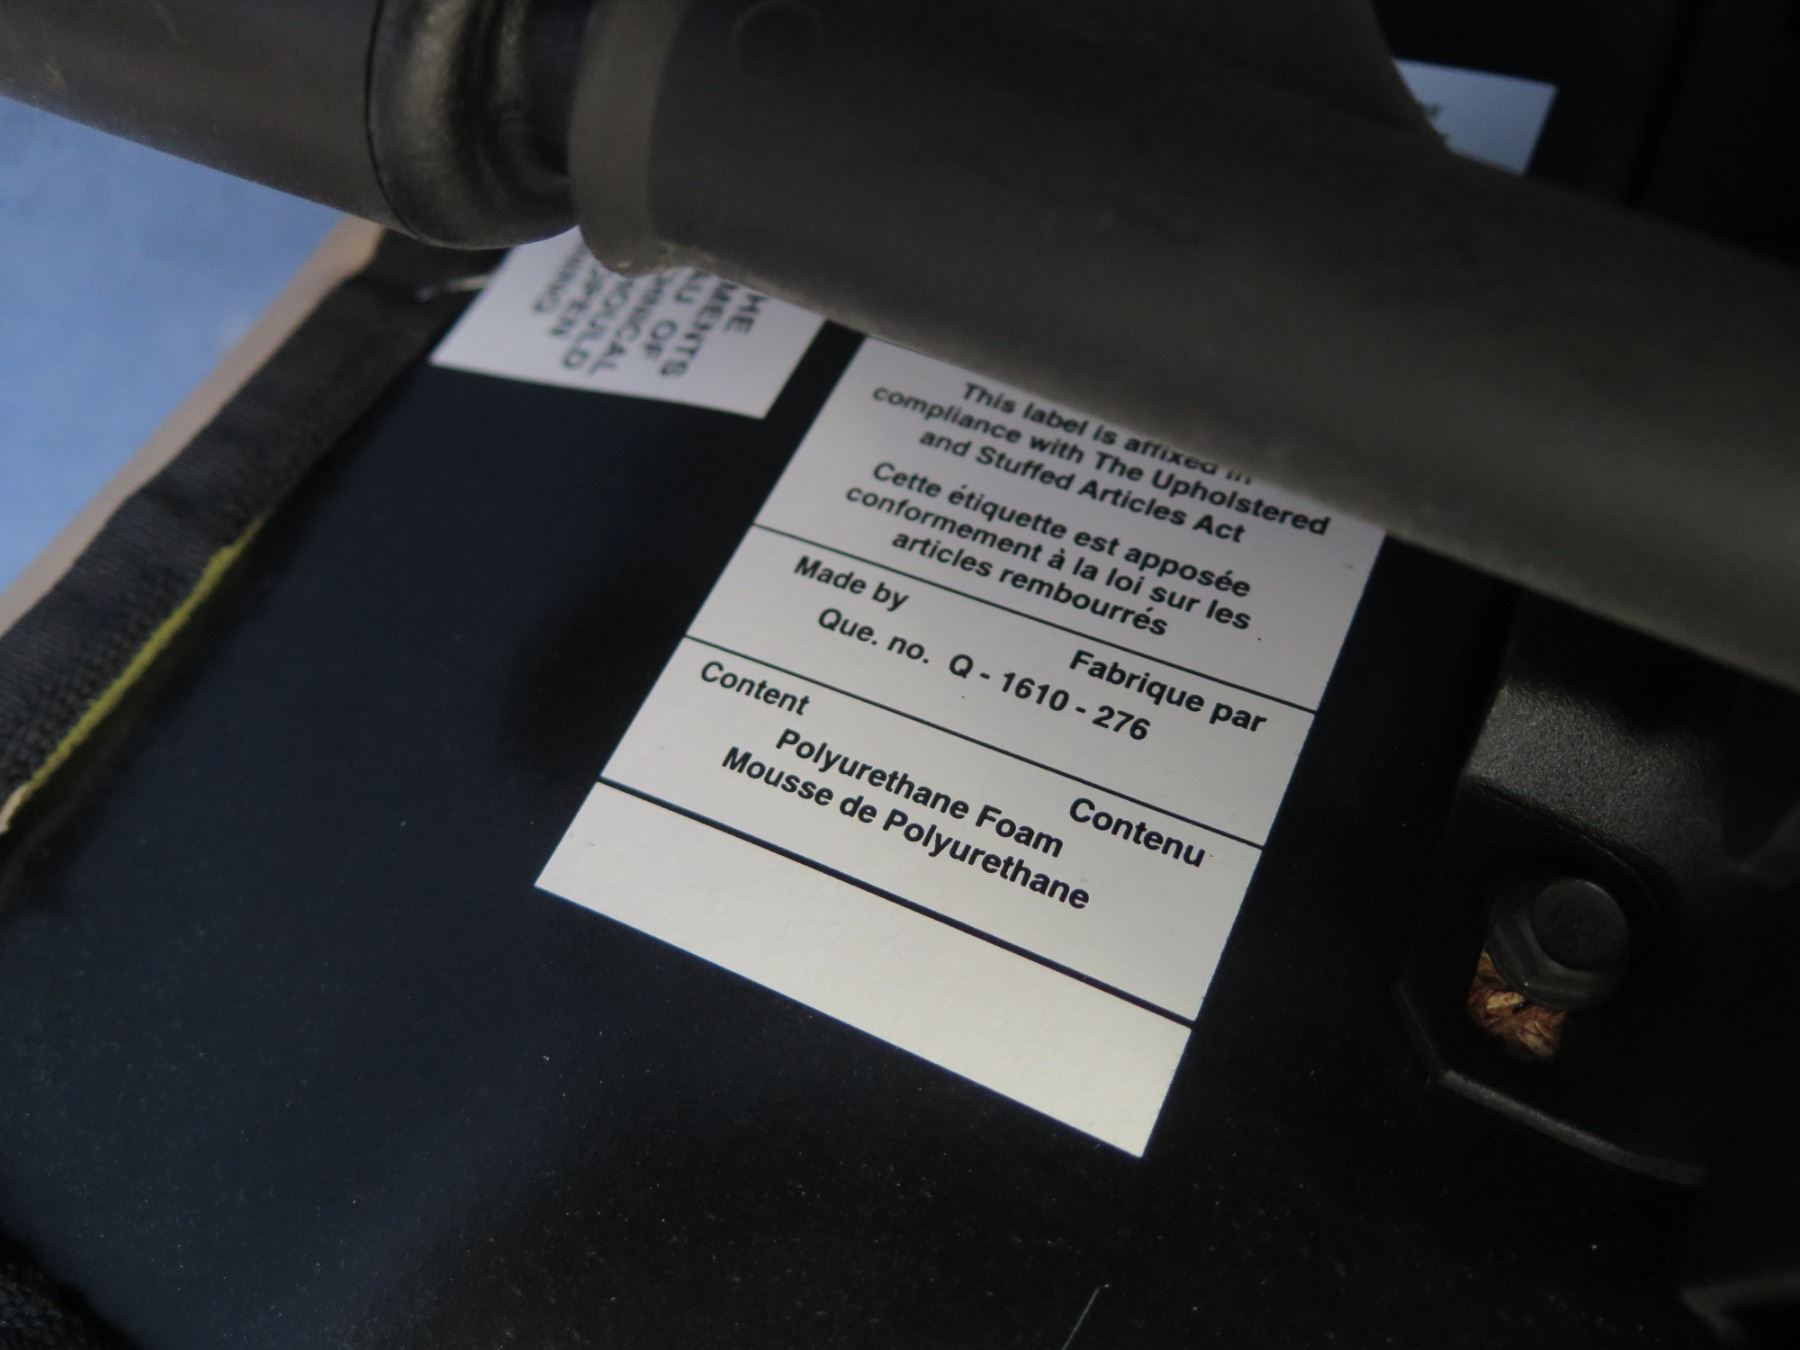 This label is affixed in
compliance with The Upholstered
and Stuffed Articles Act
Cette étiquette est apposée
conformement à la loi sur les
articles rembourrés
Made by
Fabrique par
Que. no. Q - 1610 - 276
Content
Contenu
Polyurethane Foam
Mousse de Polyurethane
OF